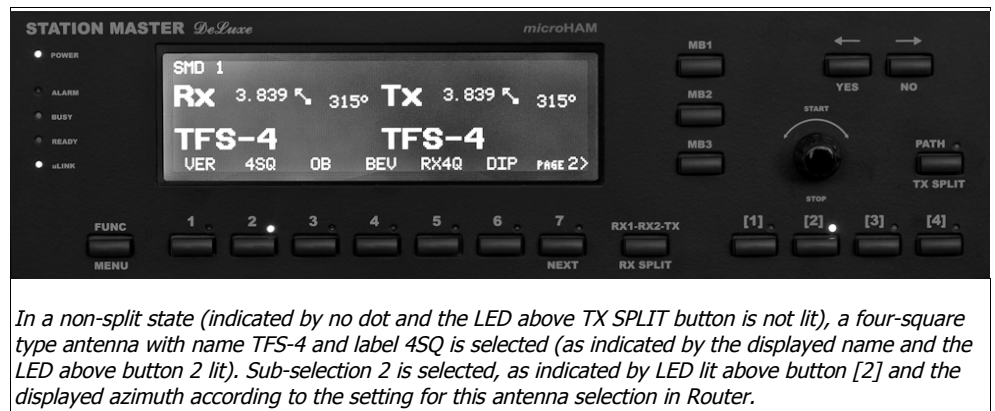 STATION MASTER DeLuxe microHAM
POWER
ALARM
BUSY
READY
uLINK
SMD 1
Rx 3.839 315° Tx 3.839 315°
TFS-4 TFS-4
VER 4SQ OB BEV RX4Q DIP PAGE 2>
MB1
MB2
MB3
← →
YES NO
START
STOP
PATH
TX SPLIT
FUNC
MENU
1 2 3 4 5 6 7
NEXT
RX1-RX2-TX
RX SPLIT
[1] [2] [3] [4]
In a non-split state (indicated by no dot and the LED above TX SPLIT button is not lit), a four-square
type antenna with name TFS-4 and label 4SQ is selected (as indicated by the displayed name and the
LED above button 2 lit). Sub-selection 2 is selected, as indicated by LED lit above button [2] and the
displayed azimuth according to the setting for this antenna selection in Router.